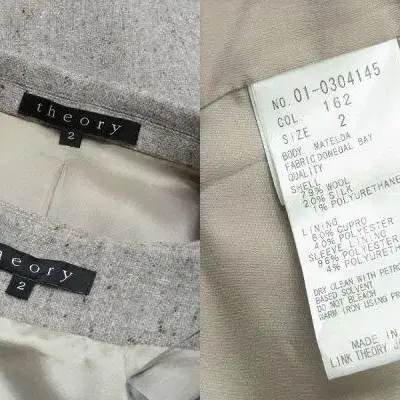 theory
2
theory
2
NO. 01-0304145
COL. 162
SIZE 2
BODY MATELDA
FABRIC DONEGAL BAY
QUALITY
SHELL
79% WOOL
20% SILK
1% POLYURETHANE
LINING
60% CUPRO
40% POLYESTER
SLEEVE LINING
96% POLYESTER
4% POLYURETHANE
DRY CLEAN WITH PETRO
BASED SOLVENT
DO NOT BLEACH
WARM IRON USING PR
MADE IN
LINK THEORY JA